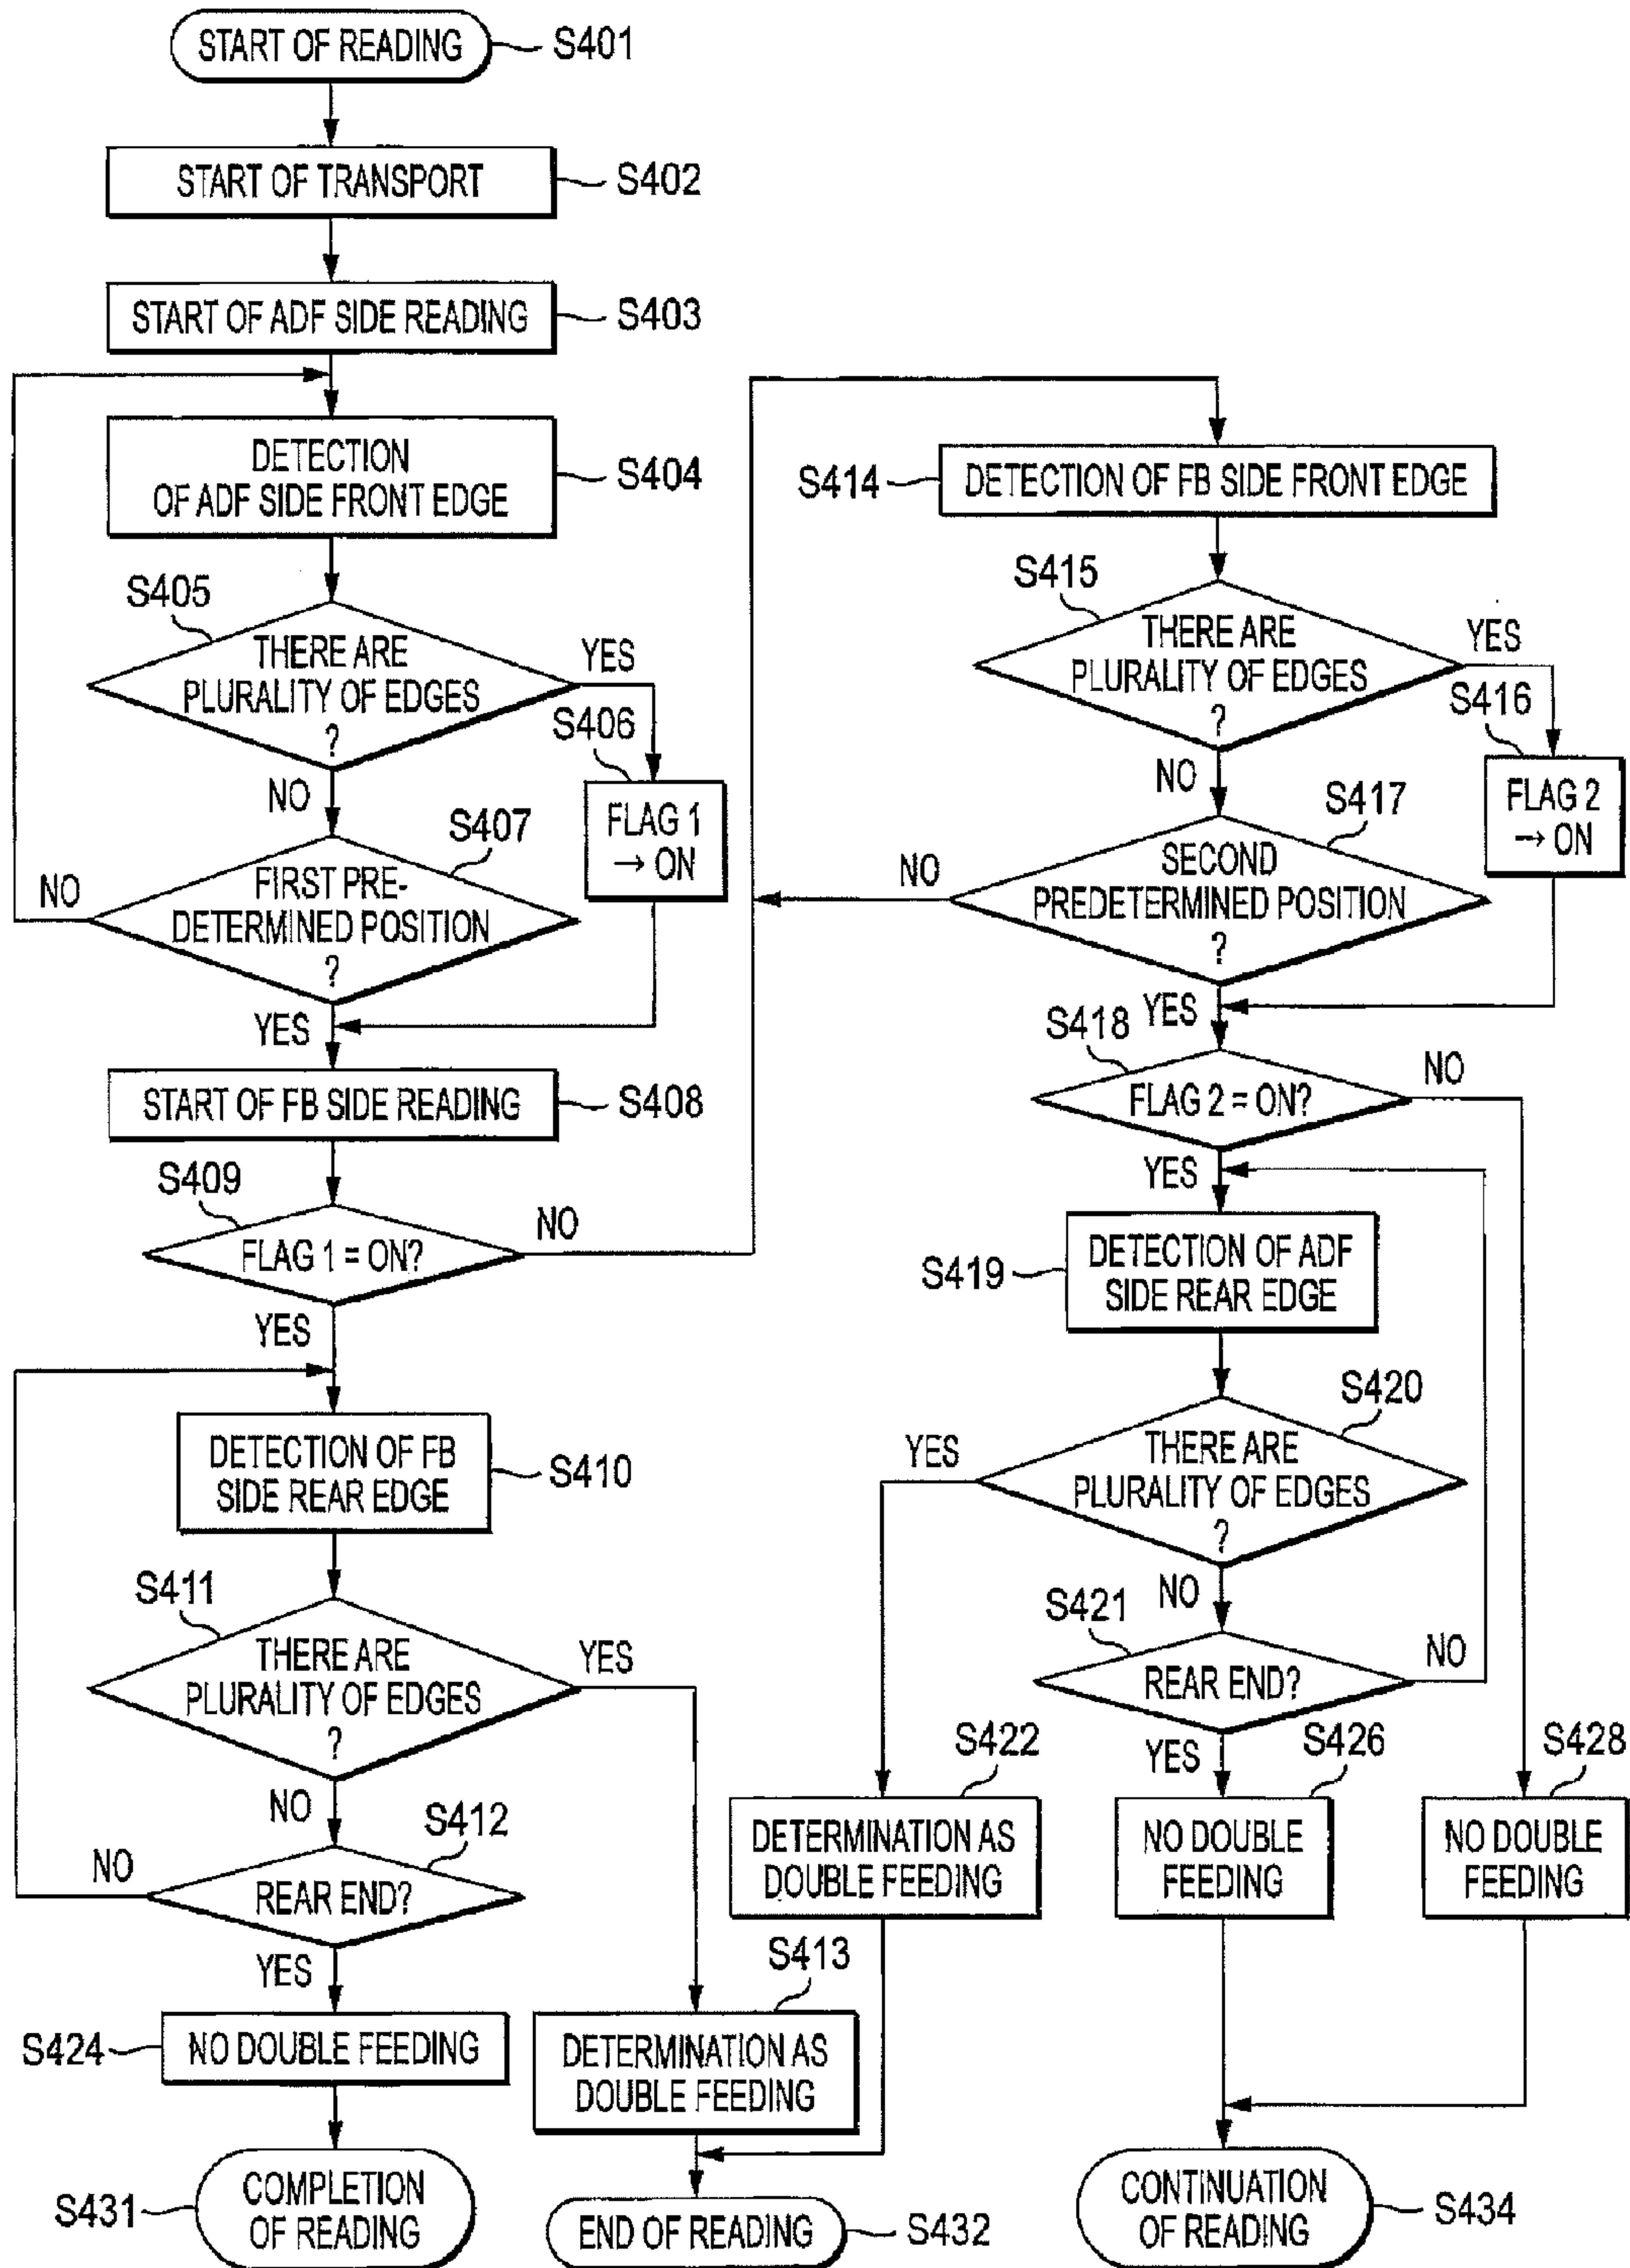 START OF READING
S401
START OF TRANSPORT
S402
START OF ADF SIDE READING
S403
DETECTION
OF ADF SIDE FRONT EDGE
S404
S405
THERE ARE
PLURALITY OF EDGES
?
YES
NO
S406
FLAG 1
→ ON
S407
FIRST PRE-
DETERMINED POSITION
?
NO
YES
START OF FB SIDE READING
S408
S409
FLAG 1 = ON?
NO
YES
DETECTION OF FB
SIDE REAR EDGE
S410
S411
THERE ARE
PLURALITY OF EDGES
?
YES
NO
S412
REAR END?
NO
YES
S424
NO DOUBLE FEEDING
S413
DETERMINATION AS
DOUBLE FEEDING
S431
COMPLETION
OF READING
END OF READING
S432
S414
DETECTION OF FB SIDE FRONT EDGE
S415
THERE ARE
PLURALITY OF EDGES
?
YES
NO
S416
FLAG 2
→ ON
S417
SECOND
PREDETERMINED POSITION
?
NO
YES
S418
FLAG 2 = ON?
NO
YES
S419
DETECTION OF ADF
SIDE REAR EDGE
S420
THERE ARE
PLURALITY OF EDGES
?
YES
NO
S421
REAR END?
NO
YES
S422
DETERMINATION AS
DOUBLE FEEDING
S426
NO DOUBLE
FEEDING
S428
NO DOUBLE
FEEDING
CONTINUATION
OF READING
S434